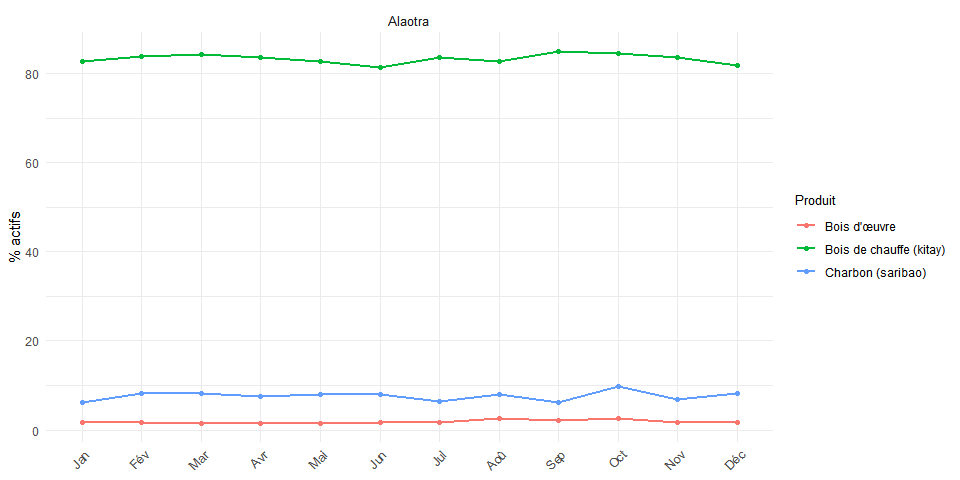 Alaotra
80
60
40
20
0
% actifs
Jan
Fév
Mar
Avr
Mai
Jun
Jul
Aoû
Sep
Oct
Nov
Déc
Produit
Bois d'œuvre
Bois de chauffe (kitay)
Charbon (saribao)